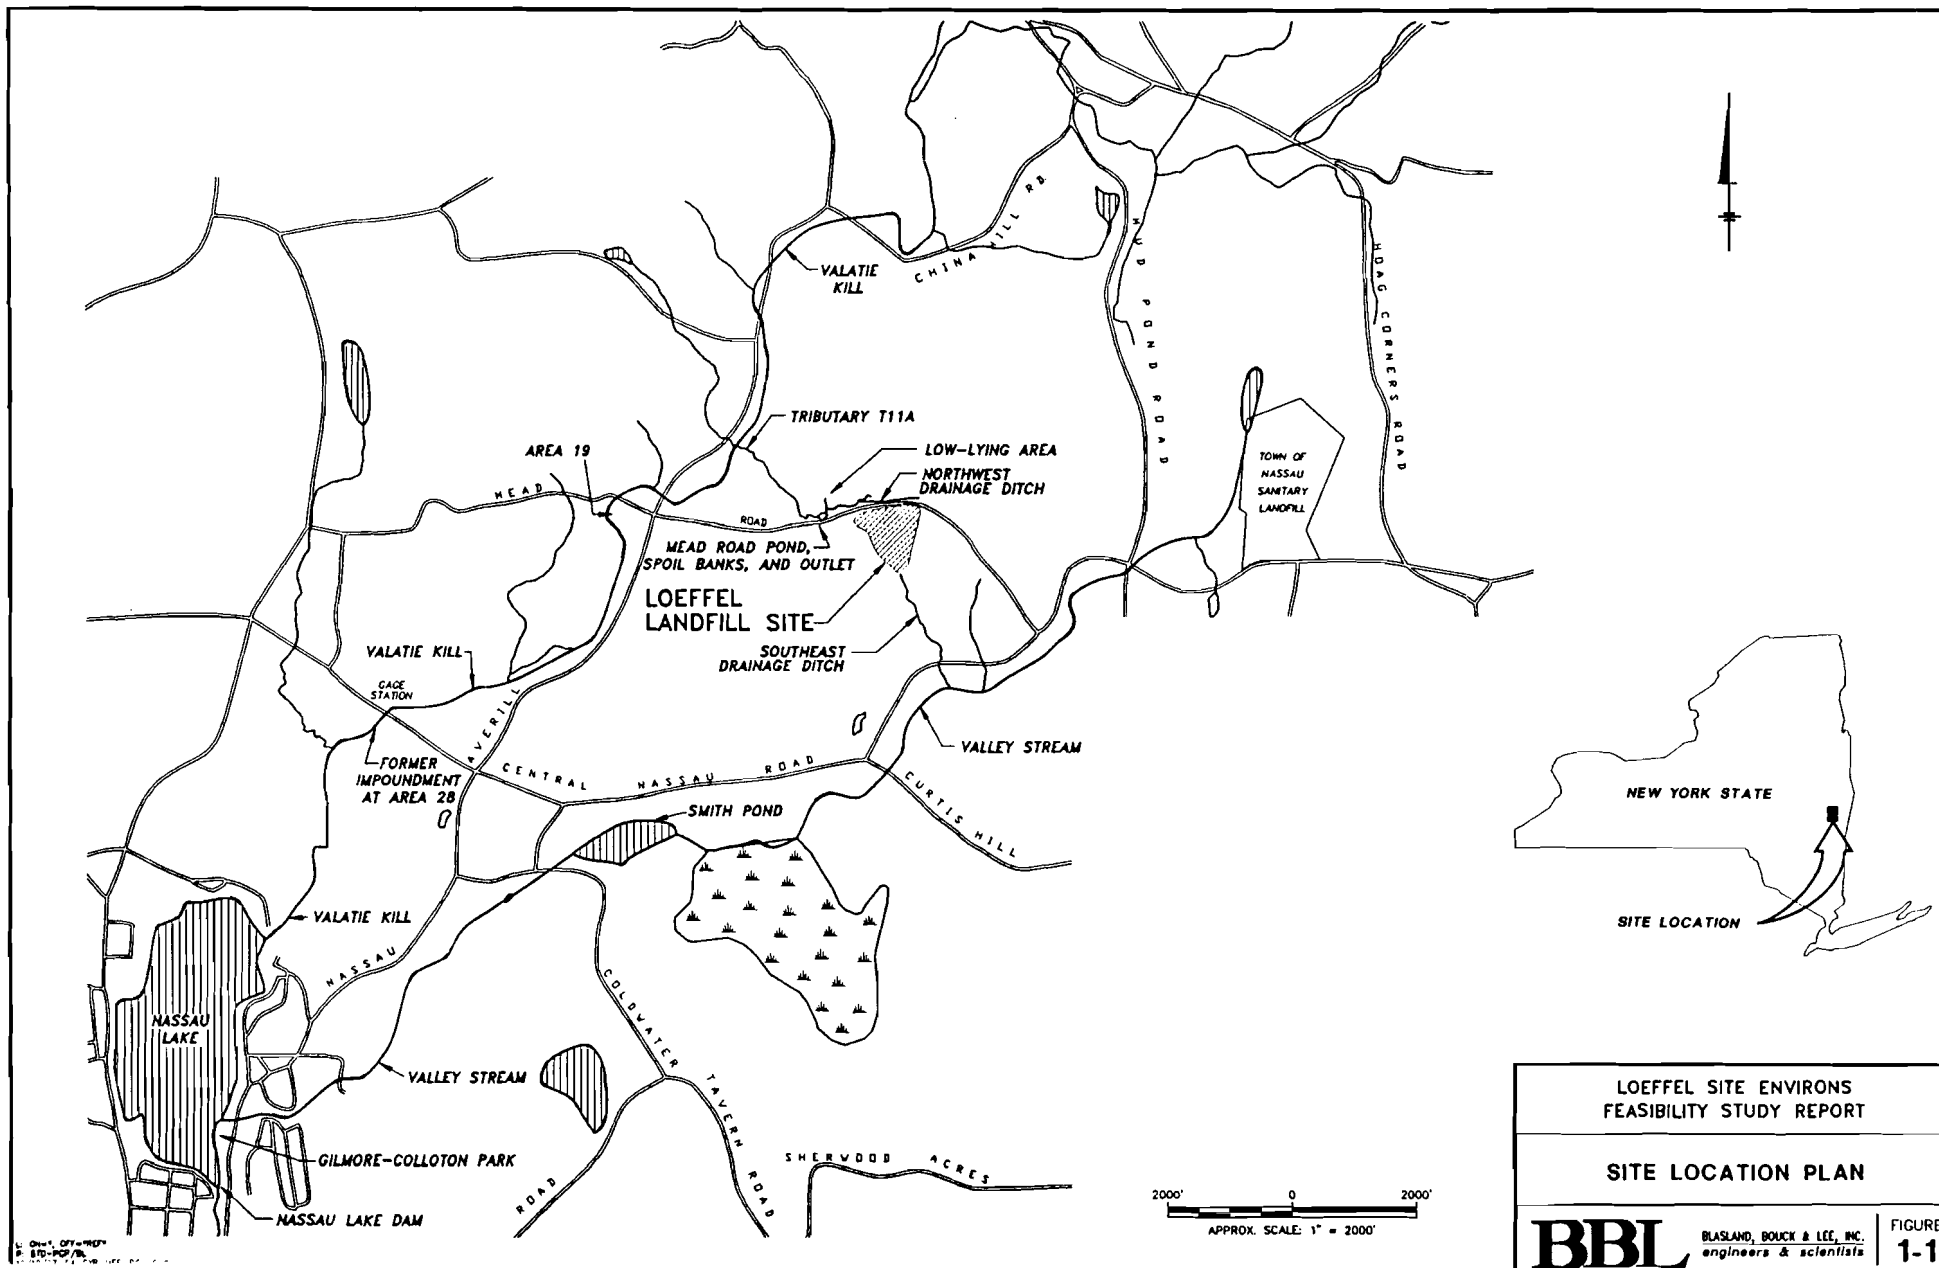 CHINA HILL RD.
VALATIE
KILL
MUD POND ROAD
HOAG CORNERS ROAD
TRIBUTARY T11A
AREA 19
LOW-LYING AREA
NORTHWEST
DRAINAGE DITCH
TOWN OF
NASSAU
SANITARY
LANDFILL
MEAD
ROAD
MEAD ROAD POND,
SPOIL BANKS, AND OUTLET
LOEFFEL
LANDFILL SITE
SOUTHEAST
DRAINAGE DITCH
VALATIE KILL
GAGE
STATION
AVERILL
VALLEY STREAM
FORMER
IMPOUNDMENT
AT AREA 28
CENTRAL NASSAU ROAD
CURTIS HILL
SMITH POND
NEW YORK STATE
SITE LOCATION
VALATIE KILL
NASSAU
COLDWATER TAVERN ROAD
NASSAU
LAKE
VALLEY STREAM
GILMORE-COLLOTON PARK
NASSAU LAKE DAM
ROAD
SHERWOOD ACRES
2000' 0 2000'
APPROX. SCALE: 1" = 2000'
LOEFFEL SITE ENVIRONS
FEASIBILITY STUDY REPORT
SITE LOCATION PLAN
BBL
BLASLAND, BOUCK & LEE, INC.
engineers & scientists
FIGURE
1-1